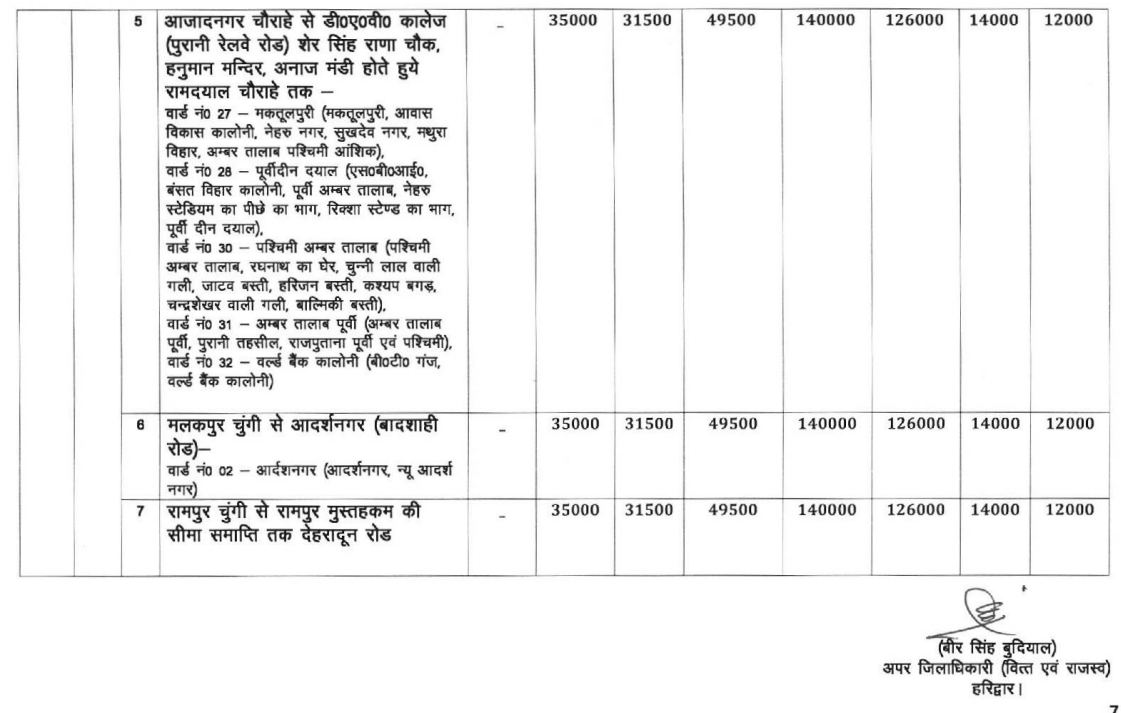 5 आजादनगर चौराहे से डी0ए0वी0 कालेज – 35000 31500 49500 140000 126000 14000 12000
(पुरानी रेलवे रोड) शेर सिंह राणा चौक,
हनुमान मन्दिर, अनाज मंडी होते हुये
रामदयाल चौराहे तक –
वार्ड नं0 27 – मकतूलपुरी (मकतूलपुरी, आवास
विकास कालोनी, नेहरु नगर, सुखदेव नगर, मथुरा
विहार, अम्बर तालाब पश्चिमी आंशिक),
वार्ड नं0 28 – पूर्वीदीन दयाल (एस0बी0आई0,
बंसत विहार कालोनी, पूर्वी अम्बर तालाब, नेहरु
स्टेडियम का पीछे का भाग, रिक्शा स्टेण्ड का भाग,
पूर्वी दीन दयाल),
वार्ड नं0 30 – पश्चिमी अम्बर तालाब (पश्चिमी
अम्बर तालाब, रघनाथ का घेर, चुन्नी लाल वाली
गली, जाटव बस्ती, हरिजन बस्ती, कश्यप बगड़,
चन्द्रशेखर वाली गली, बाल्मिकी बस्ती),
वार्ड नं0 31 – अम्बर तालाब पूर्वी (अम्बर तालाब
पूर्वी, पुरानी तहसील, राजपुताना पूर्वी एवं पश्चिमी),
वार्ड नं0 32 – वर्ल्ड बैंक कालोनी (बी0टी0 गंज,
वर्ल्ड बैंक कालोनी)
6 मलकपुर चुंगी से आदर्शनगर (बादशाही – 35000 31500 49500 140000 126000 14000 12000
रोड)–
वार्ड नं0 02 – आर्दशनगर (आदर्शनगर, न्यू आदर्श
नगर)
7 रामपुर चुंगी से रामपुर मुस्तहकम की – 35000 31500 49500 140000 126000 14000 12000
सीमा समाप्ति तक देहरादून रोड
(बीर सिंह बुदियाल)
अपर जिलाधिकारी (वित्त एवं राजस्व)
हरिद्वार।
7